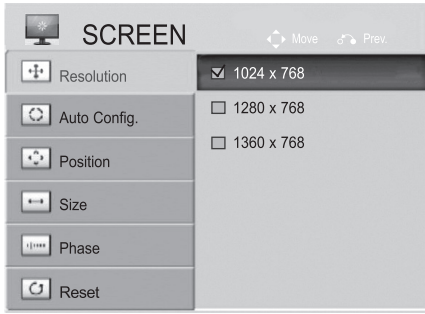 SCREEN
Move Prev.
Resolution
Auto Config.
Position
Size
Phase
Reset
1024 x 768
1280 x 768
1360 x 768